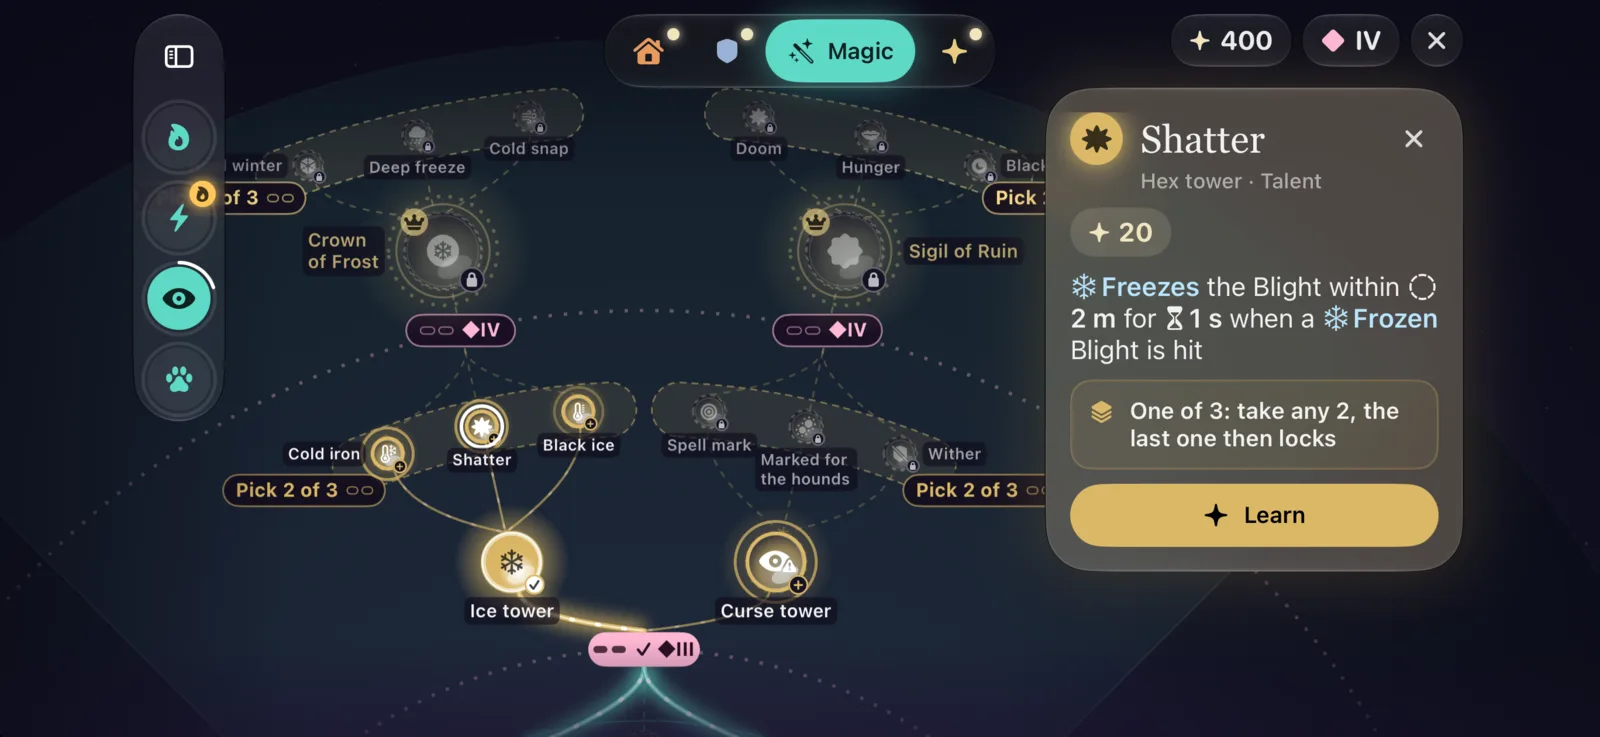 Magic
400
IV
winter
Deep freeze
Cold snap
Doom
Hunger
Black
of 3
Pick
Crown
of Frost
Sigil of Ruin
IV
IV
Cold iron
Shatter
Black ice
Spell mark
Marked for
the hounds
Wither
Pick 2 of 3
Pick 2 of 3
Ice tower
Curse tower
III
Shatter
Hex tower · Talent
20
Freezes the Blight within
2 m for 1 s when a Frozen
Blight is hit
One of 3: take any 2, the
last one then locks
Learn